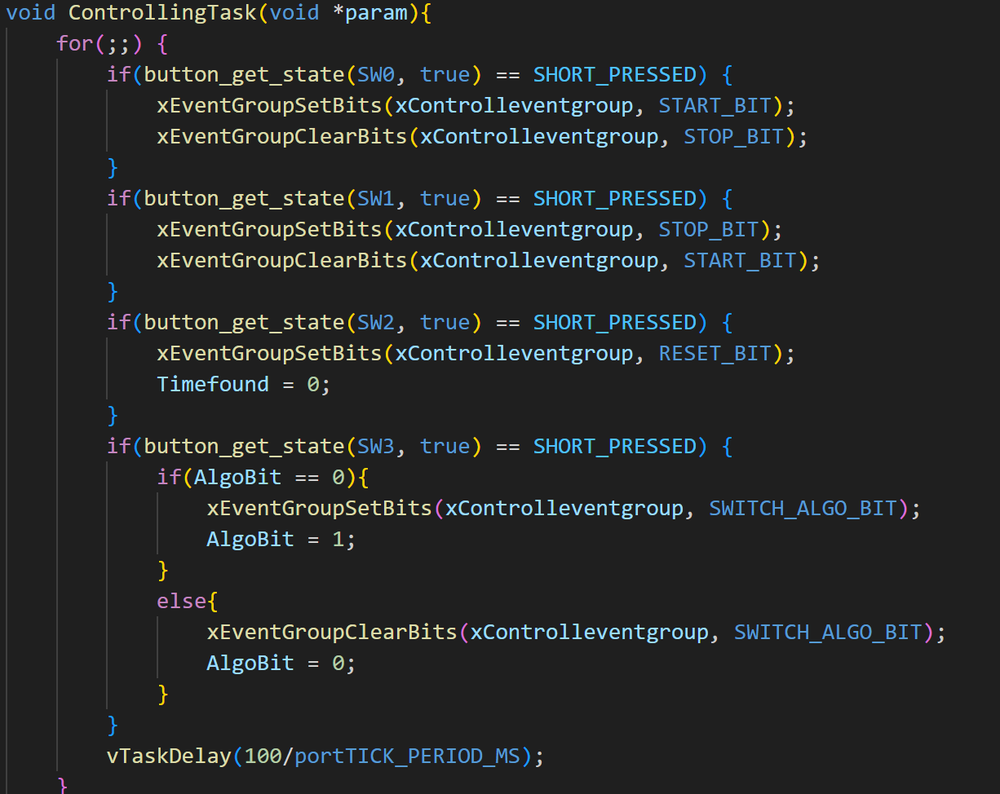 void ControllingTask(void *param){
    for(;;) {
        if(button_get_state(SW0, true) == SHORT_PRESSED) {
            xEventGroupSetBits(xControlleventgroup, START_BIT);
            xEventGroupClearBits(xControlleventgroup, STOP_BIT);
        }
        if(button_get_state(SW1, true) == SHORT_PRESSED) {
            xEventGroupSetBits(xControlleventgroup, STOP_BIT);
            xEventGroupClearBits(xControlleventgroup, START_BIT);
        }
        if(button_get_state(SW2, true) == SHORT_PRESSED) {
            xEventGroupSetBits(xControlleventgroup, RESET_BIT);
            Timefound = 0;
        }
        if(button_get_state(SW3, true) == SHORT_PRESSED) {
            if(AlgoBit == 0){
                xEventGroupSetBits(xControlleventgroup, SWITCH_ALGO_BIT);
                AlgoBit = 1;
            }
            else{
                xEventGroupClearBits(xControlleventgroup, SWITCH_ALGO_BIT);
                AlgoBit = 0;
            }
        }
        vTaskDelay(100/portTICK_PERIOD_MS);
    }